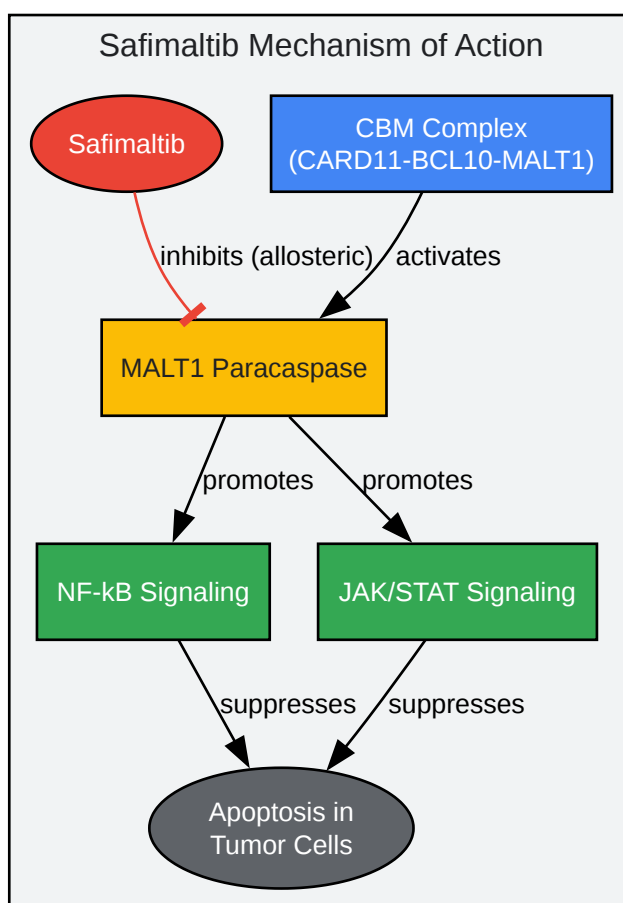 Safimaltib Mechanism of Action
Safimaltib
CBM Complex
(CARD11-BCL10-MALT1)
inhibits (allosteric)
activates
MALT1 Paracaspase
promotes
promotes
NF-kB Signaling
JAK/STAT Signaling
suppresses
suppresses
Apoptosis in
Tumor Cells